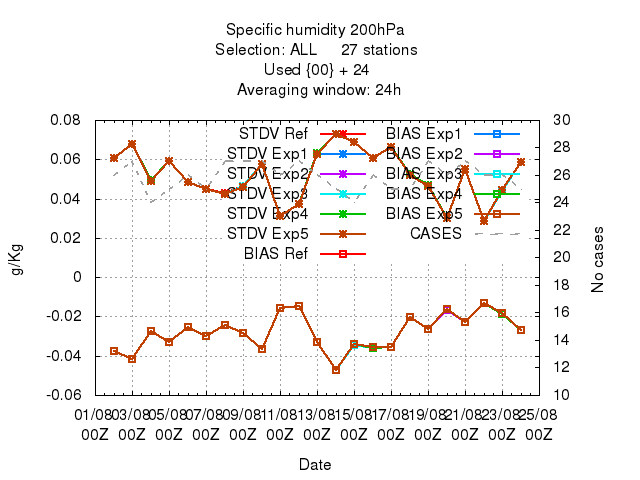 Specific humidity 200hPa
Selection: ALL 27 stations
Used {00} + 24
Averaging window: 24h
0.08
0.06
0.04
0.02
0
-0.02
-0.04
-0.06
g/Kg
STDV Ref
STDV Exp1
STDV Exp2
STDV Exp3
STDV Exp4
STDV Exp5
BIAS Ref
BIAS Exp1
BIAS Exp2
BIAS Exp3
BIAS Exp4
BIAS Exp5
CASES
30
28
26
24
22
20
18
16
14
12
10
No cases
01/08 03/08 05/08 07/08 09/08 11/08 13/08 15/08 17/08 19/08 21/08 23/08 25/08
00Z 00Z 00Z 00Z 00Z 00Z 00Z 00Z 00Z 00Z 00Z 00Z 00Z
Date